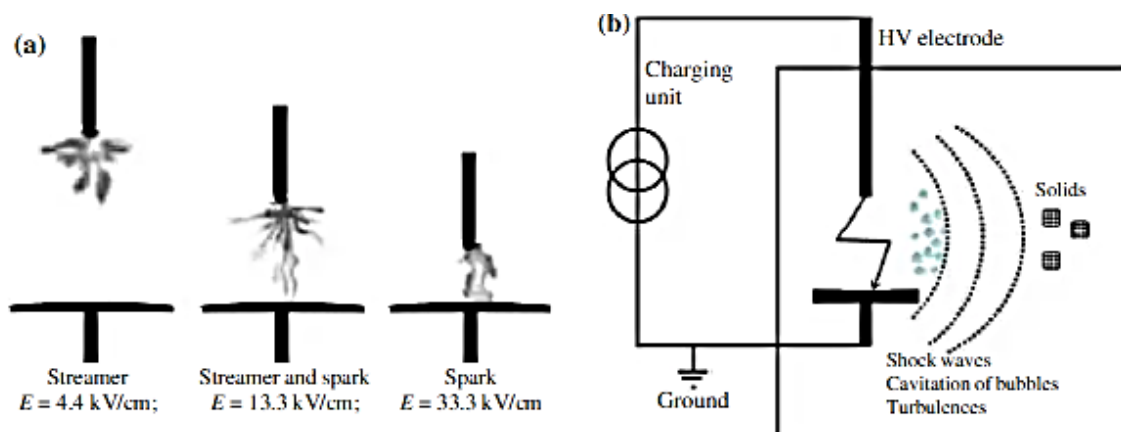 (a)
Streamer
E = 4.4 kV/cm;
Streamer and spark
E = 13.3 kV/cm;
Spark
E = 33.3 kV/cm
(b)
HV electrode
Charging
unit
Solids
Ground
Shock waves
Cavitation of bubbles
Turbulences